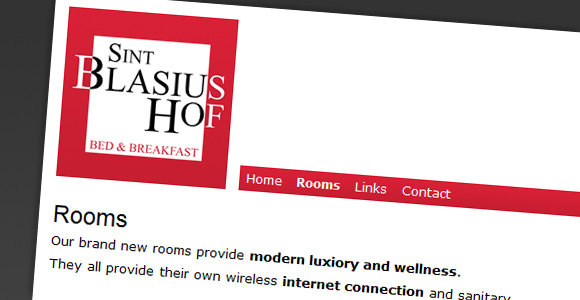 SINT
BLASIUS
HOF
BED & BREAKFAST
Home Rooms Links Contact
Rooms
Our brand new rooms provide modern luxiory and wellness.
They all provide their own wireless internet connection and sanitary